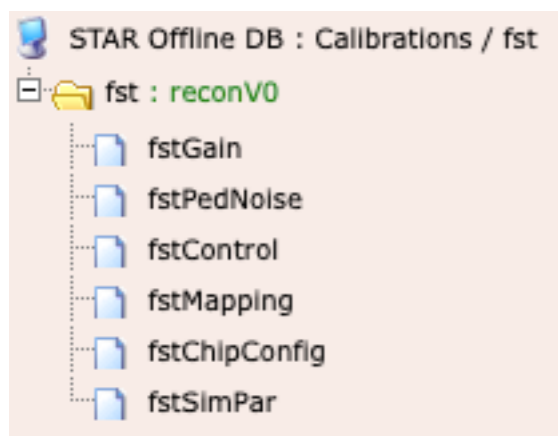 STAR Offline DB : Calibrations / fst
fst : reconV0
fstGain
fstPedNoise
fstControl
fstMapping
fstChipConfig
fstSimPar